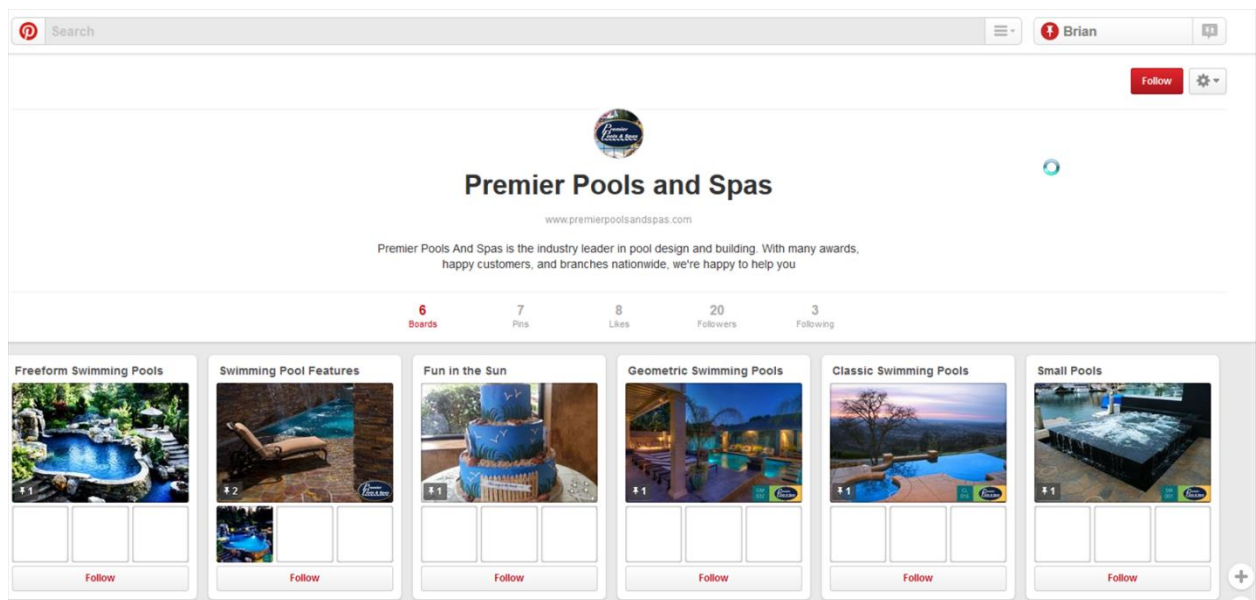 Search
Brian
Follow
Premier Pools and Spas
www.premierpoolsandspas.com
Premier Pools And Spas is the industry leader in pool design and building. With many awards,
happy customers, and branches nationwide, we're happy to help you
6 7 8 20 3
Boards Pins Likes Followers Following
Freeform Swimming Pools Swimming Pool Features Fun in the Sun Geometric Swimming Pools Classic Swimming Pools Small Pools
1 2 1 1 1 1
Follow Follow Follow Follow Follow Follow